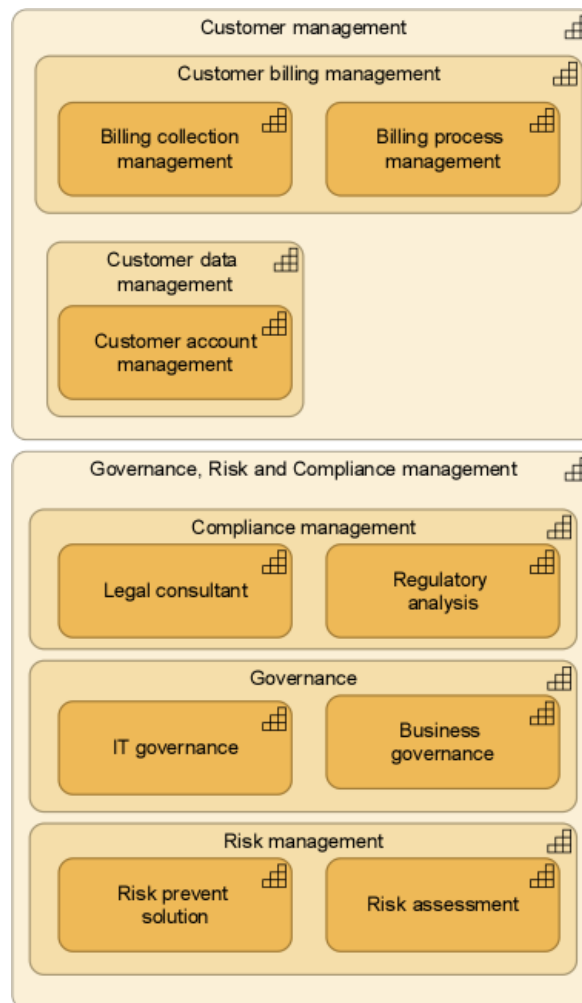 Customer management
Customer billing management
Billing collection
management
Billing process
management
Customer data
management
Customer account
management
Governance, Risk and Compliance management
Compliance management
Legal consultant
Regulatory
analysis
Governance
IT governance
Business
governance
Risk management
Risk prevent
solution
Risk assessment